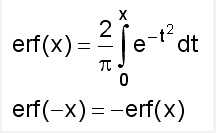 erf(x) = 2/π ∫₀ˣ e^(-t²) dt
erf(-x) = -erf(x)